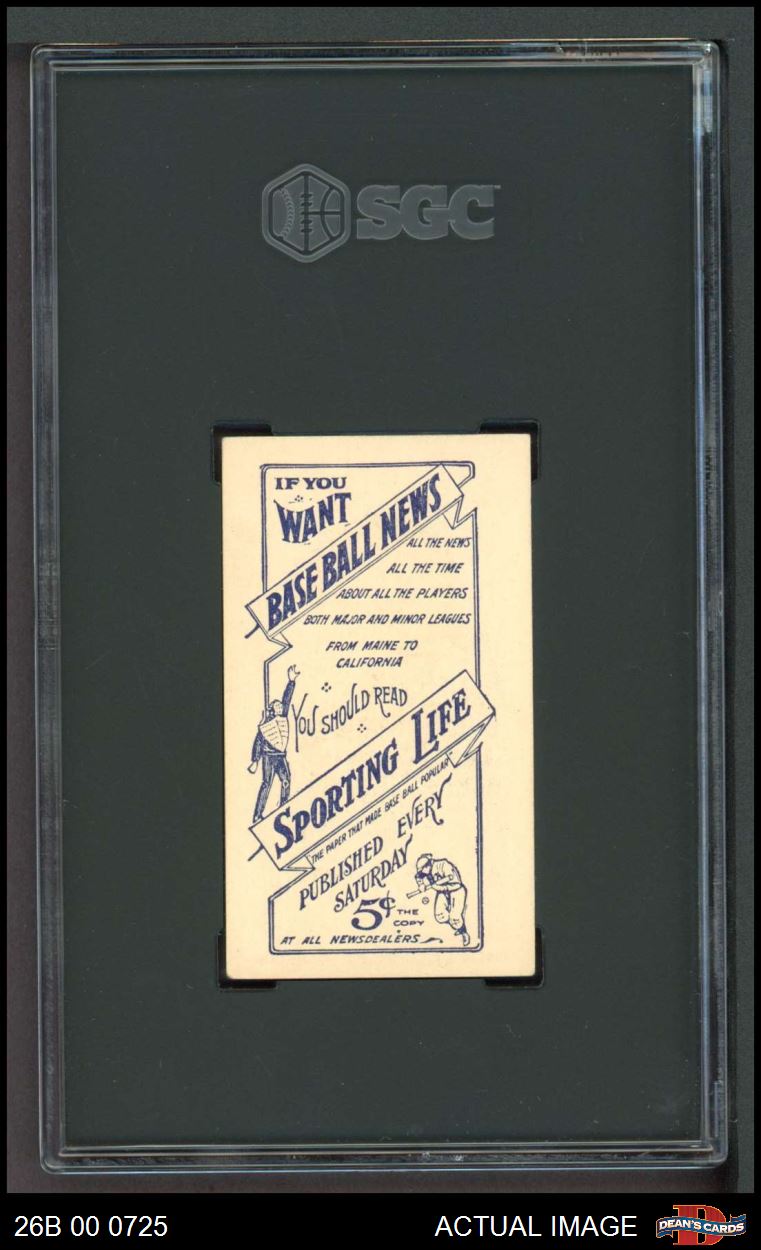 SGC
IF YOU
WANT
BASE BALL NEWS
ALL THE NEWS
ALL THE TIME
ABOUT ALL THE PLAYERS
BOTH MAJOR AND MINOR LEAGUES
FROM MAINE TO
CALIFORNIA
YOU SHOULD READ
SPORTING LIFE
THE PAPER THAT MADE BASE BALL POPULAR
PUBLISHED EVERY
SATURDAY
5¢ THE
COPY
AT ALL NEWSDEALERS
26B 00 0725
ACTUAL IMAGE
DEAN'S CARDS